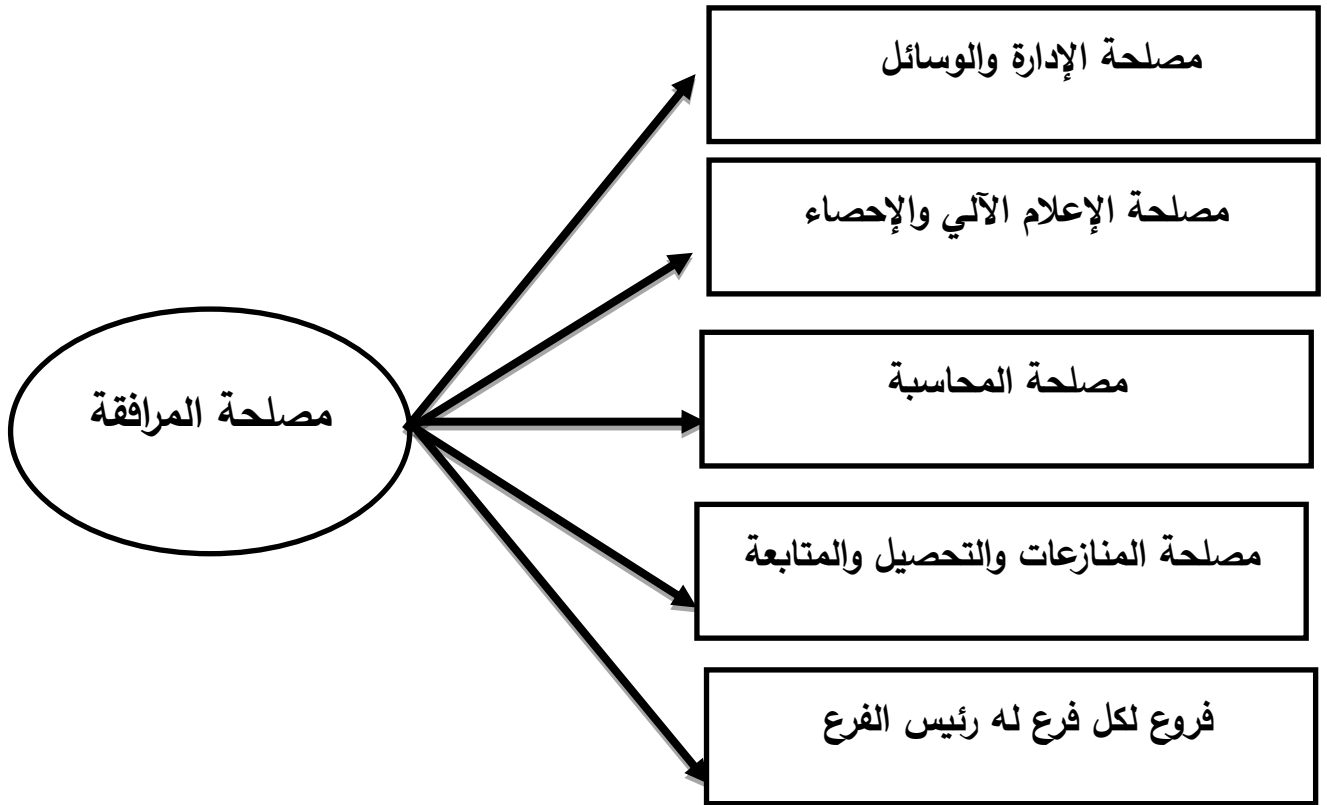 مصلحة الإدارة والوسائل
مصلحة الإعلام الآلي والإحصاء
مصلحة المحاسبة
مصلحة المرافقة
مصلحة المنازعات والتحصيل والمتابعة
فروع لكل فرع له رئيس الفرع